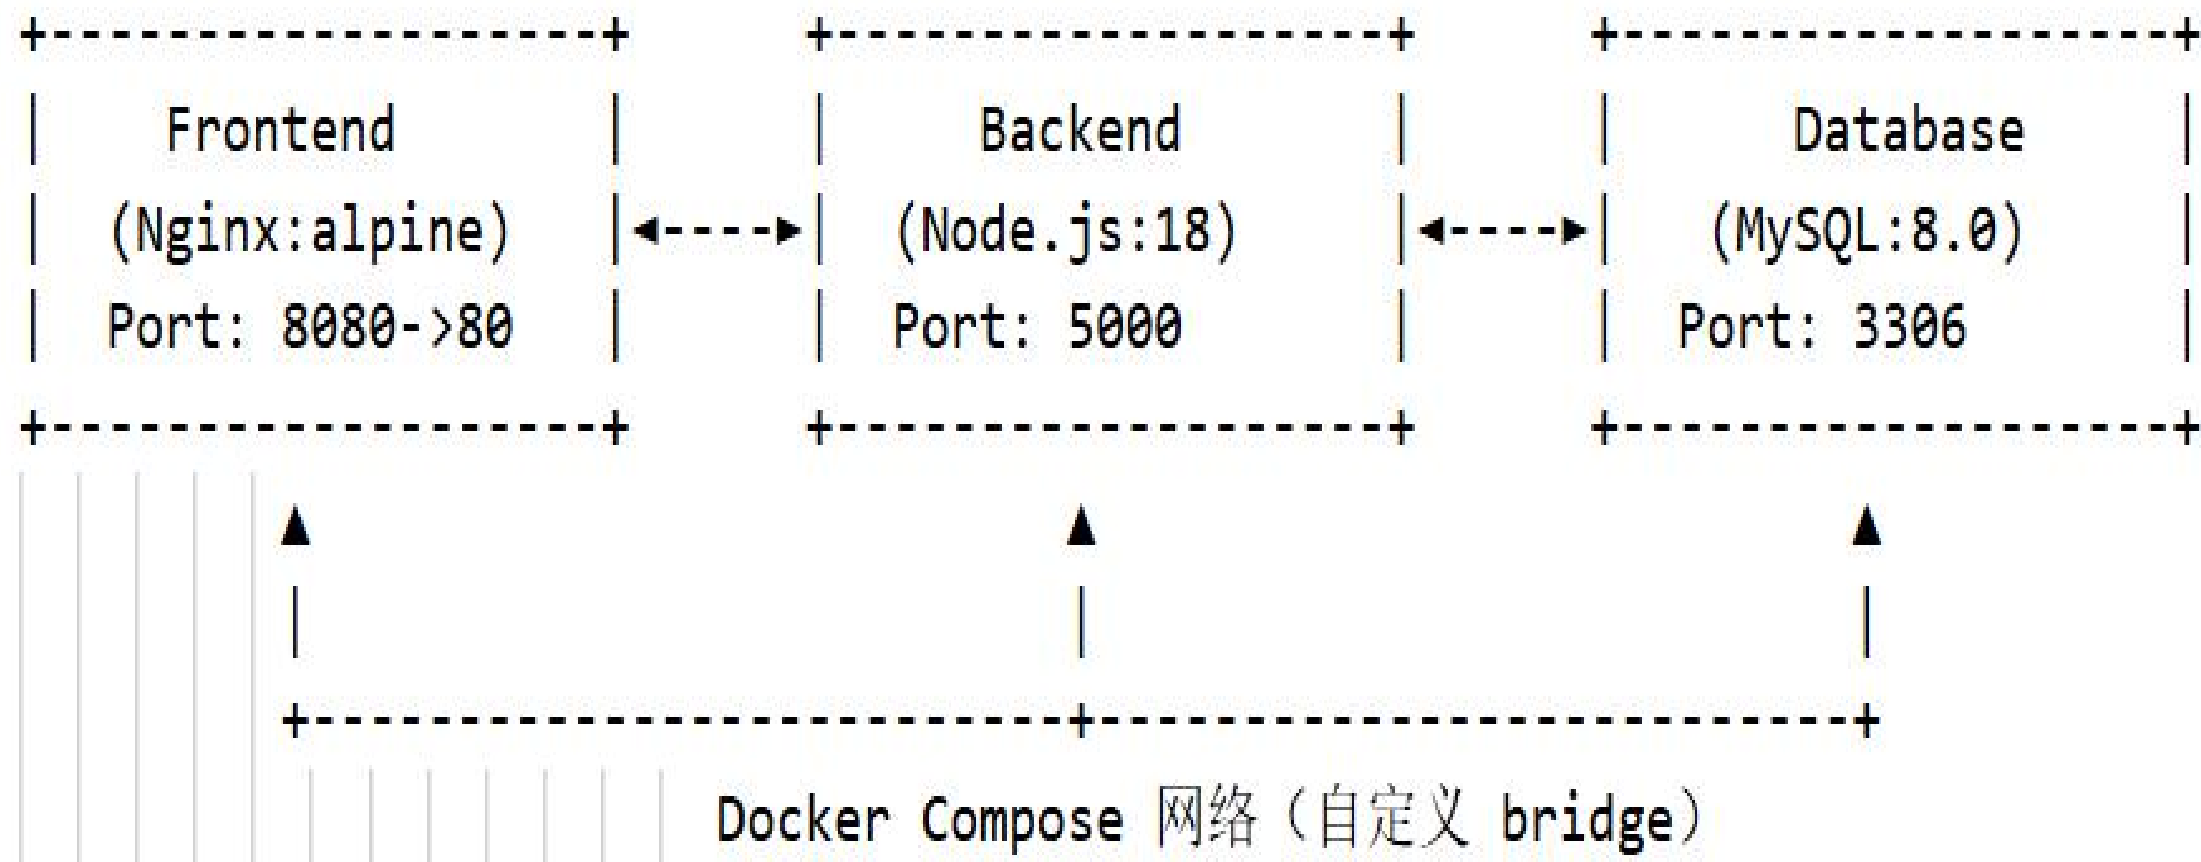 Frontend Backend Database
(Nginx:alpine) (Node.js:18) (MySQL:8.0)
Port: 8080->80 Port: 5000 Port: 3306
Docker Compose 网络（自定义 bridge）